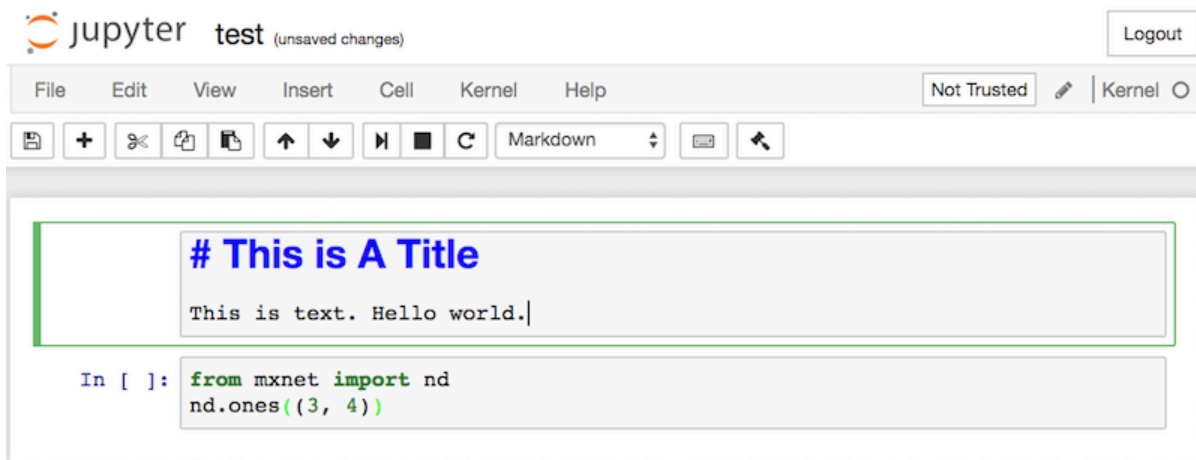 jupyter test (unsaved changes) Logout
File Edit View Insert Cell Kernel Help Not Trusted Kernel
Markdown
# This is A Title
This is text. Hello world.
In [ ]: from mxnet import nd
nd.ones((3, 4))